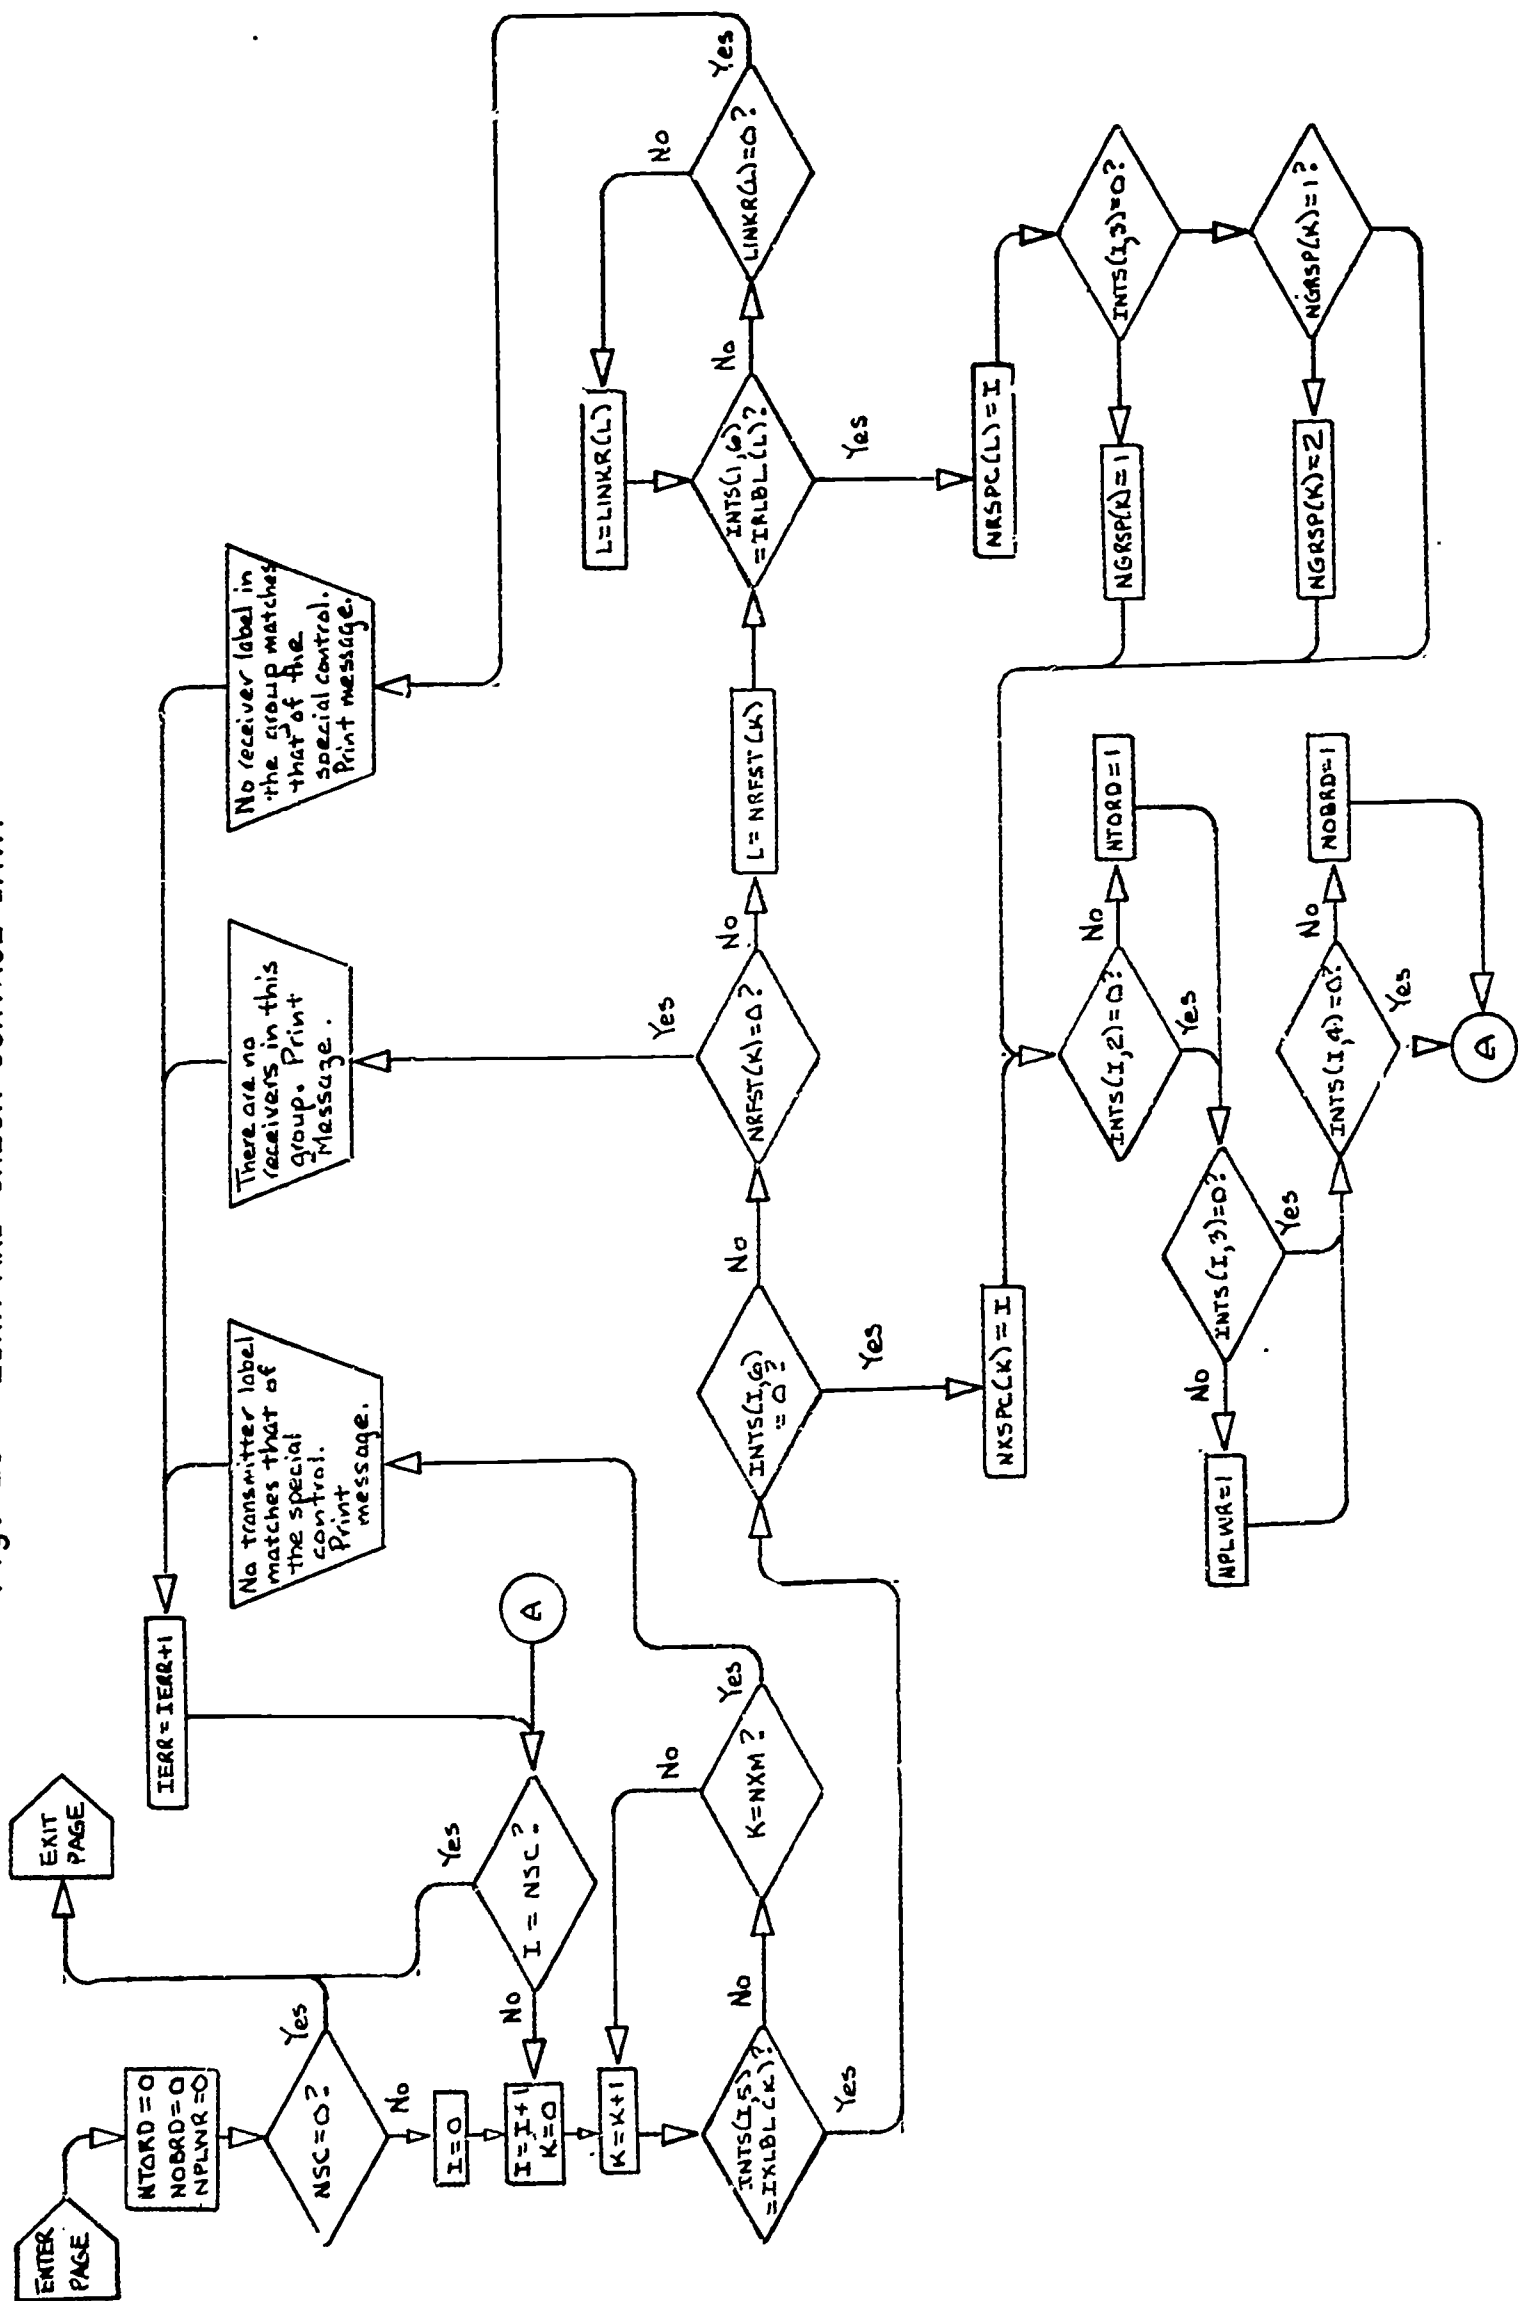 ENTER
PAGE
NTORD=0
NOBRD=0
NPLWR=0
NSC=0?
Yes
No
EXIT
PAGE
I=0
I=I+1
K=0
K=K+1
INTS(I,5)
=IXLBL(K)?
No
Yes
K=NXM?
No
Yes
I=NSC?
No
Yes
A
IERR=IERR+1
No transmitter label
matches that of
the special
control.
Print
message.
There are no
receivers in this
group. Print
Message.
No receiver label in
the group matches
that of the
special control.
Print message.
INTS(I,6)
=0?
No
Yes
NRFST(K)=0?
Yes
No
L=NRFST(K)
INTS(I,6)
=IRLBL(L)?
No
Yes
L=LINKR(L)
LINKR(L)=0?
No
Yes
NXSPC(K)=I
NRSPC(L)=I
INTS(I,3)=0?
NGRSP(K)=1
NGRSP(K)=1?
NGRSP(K)=2
INTS(I,2)=0?
No
Yes
NTORD=1
INTS(I,3)=0?
No
Yes
NPLWR=1
INTS(I,4)=0?
No
Yes
NOBRD=1
A